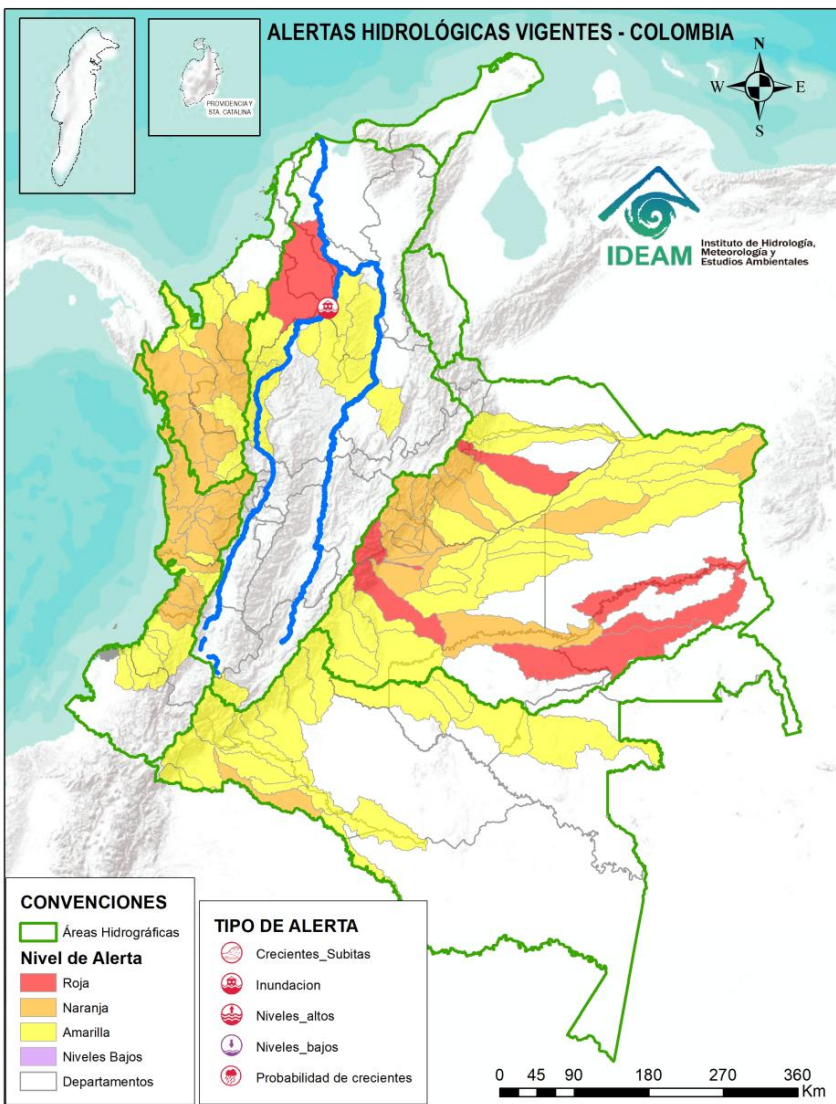 ALERTAS HIDROLÓGICAS VIGENTES - COLOMBIA
PROVIDENCIA Y
STA. CATALINA
N
W
E
S
IDEAM
Instituto de Hidrología,
Meteorología y
Estudios Ambientales
CONVENCIONES
Áreas Hidrográficas
Nivel de Alerta
Roja
Naranja
Amarilla
Niveles Bajos
Departamentos
TIPO DE ALERTA
Crecientes_Subitas
Inundacion
Niveles_altos
Niveles_bajos
Probabilidad de crecientes
0 45 90 180 270 360
Km